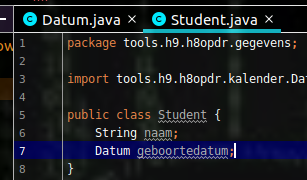 Datum.java × Student.java ×
1 package tools.h9.h8opdr.gegevens;
2
3 import tools.h9.h8opdr.kalender.Da
4
5 public class Student {
6 String naam;
7 Datum geboortedatum;
8 }